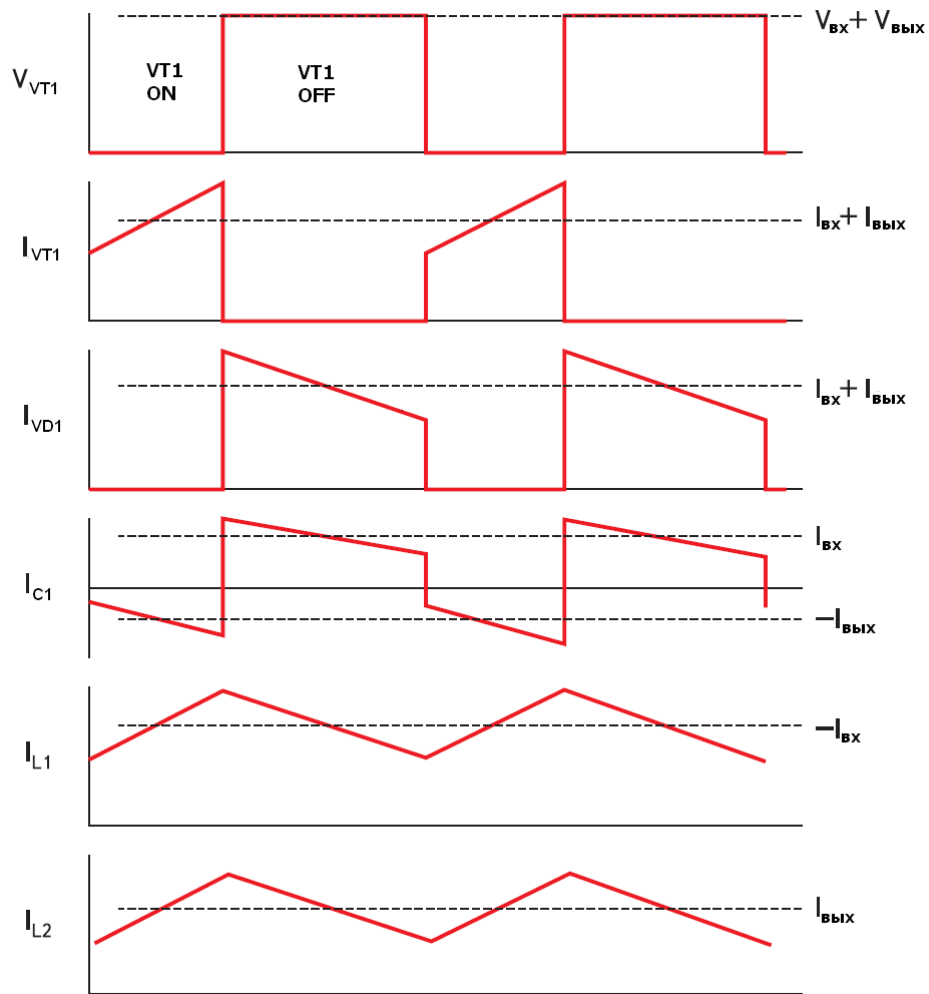 V_VT1
VT1
ON
VT1
OFF
V_вх + V_вых
I_VT1
I_вх + I_вых
I_VD1
I_вх + I_вых
I_C1
I_вх
–I_вых
I_L1
–I_вх
I_L2
I_вых